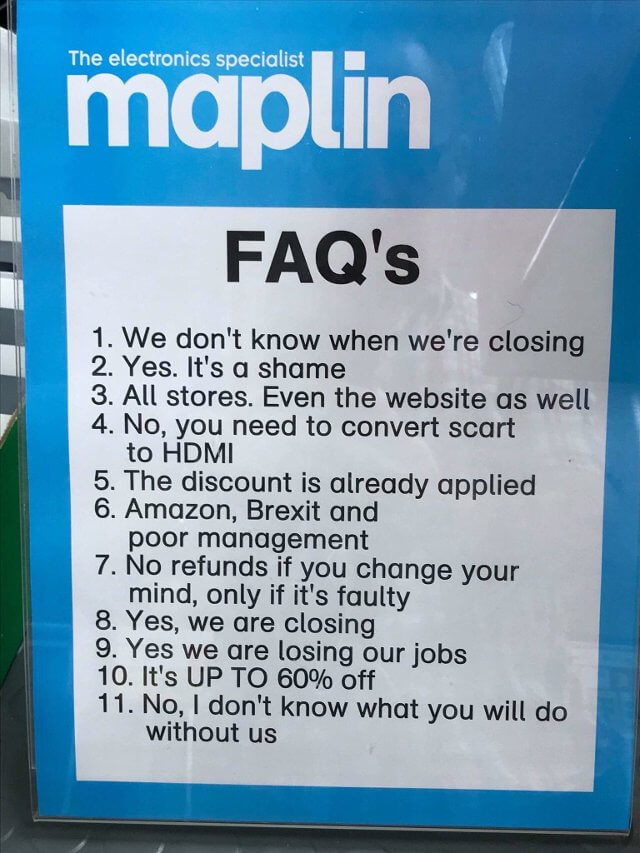 The electronics specialist
maplin
FAQ's
1. We don't know when we're closing
2. Yes. It's a shame
3. All stores. Even the website as well
4. No, you need to convert scart
to HDMI
5. The discount is already applied
6. Amazon, Brexit and
poor management
7. No refunds if you change your
mind, only if it's faulty
8. Yes, we are closing
9. Yes we are losing our jobs
10. It's UP TO 60% off
11. No, I don't know what you will do
without us